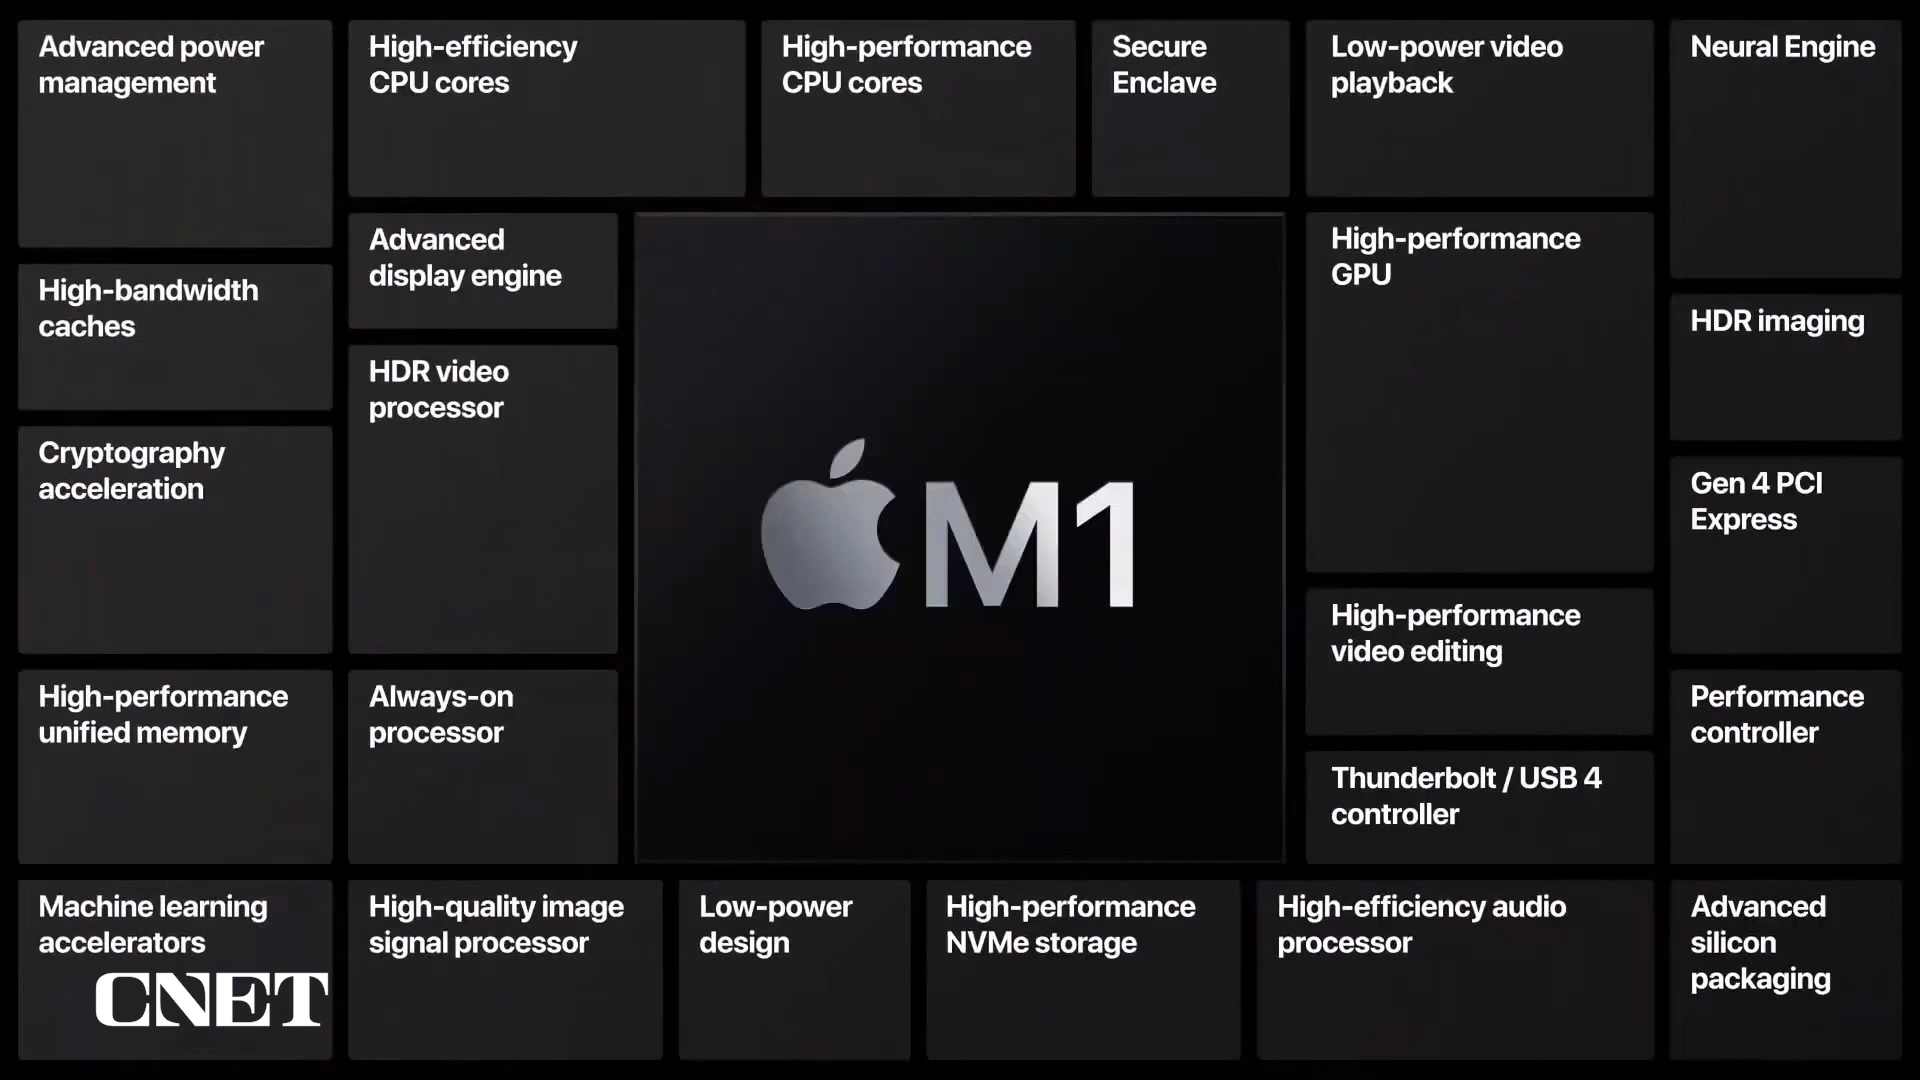 Advanced power
management
High-efficiency
CPU cores
High-performance
CPU cores
Secure
Enclave
Low-power video
playback
Neural Engine
High-bandwidth
caches
Advanced
display engine
High-performance
GPU
HDR imaging
HDR video
processor
Cryptography
acceleration
M1
Gen 4 PCI
Express
High-performance
video editing
High-performance
unified memory
Always-on
processor
Performance
controller
Thunderbolt / USB 4
controller
Machine learning
accelerators
CNET
High-quality image
signal processor
Low-power
design
High-performance
NVMe storage
High-efficiency audio
processor
Advanced
silicon
packaging